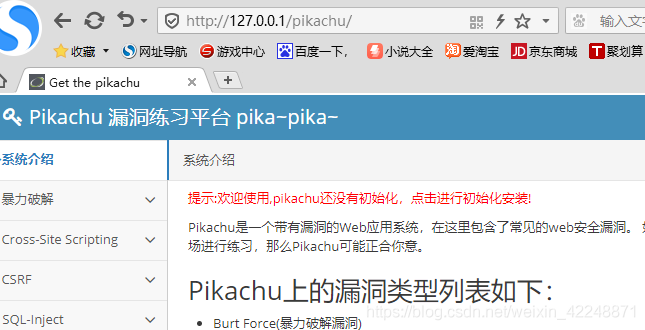 http://127.0.0.1/pikachu/
输入文字
收藏 网址导航 游戏中心 百度一下, 小说大全 爱淘宝 JD 京东商城 T 聚划算
Get the pikachu
Pikachu 漏洞练习平台 pika~pika~
系统介绍
系统介绍
暴力破解
提示:欢迎使用,pikachu还没有初始化，点击进行初始化安装!
Cross-Site Scripting
Pikachu是一个带有漏洞的Web应用系统，在这里包含了常见的web安全漏洞。
场进行练习，那么Pikachu可能正合你意。
CSRF
Pikachu上的漏洞类型列表如下：
SQL-Inject
Burt Force(暴力破解漏洞)
https://blog.csdn.net/weixin_42248871